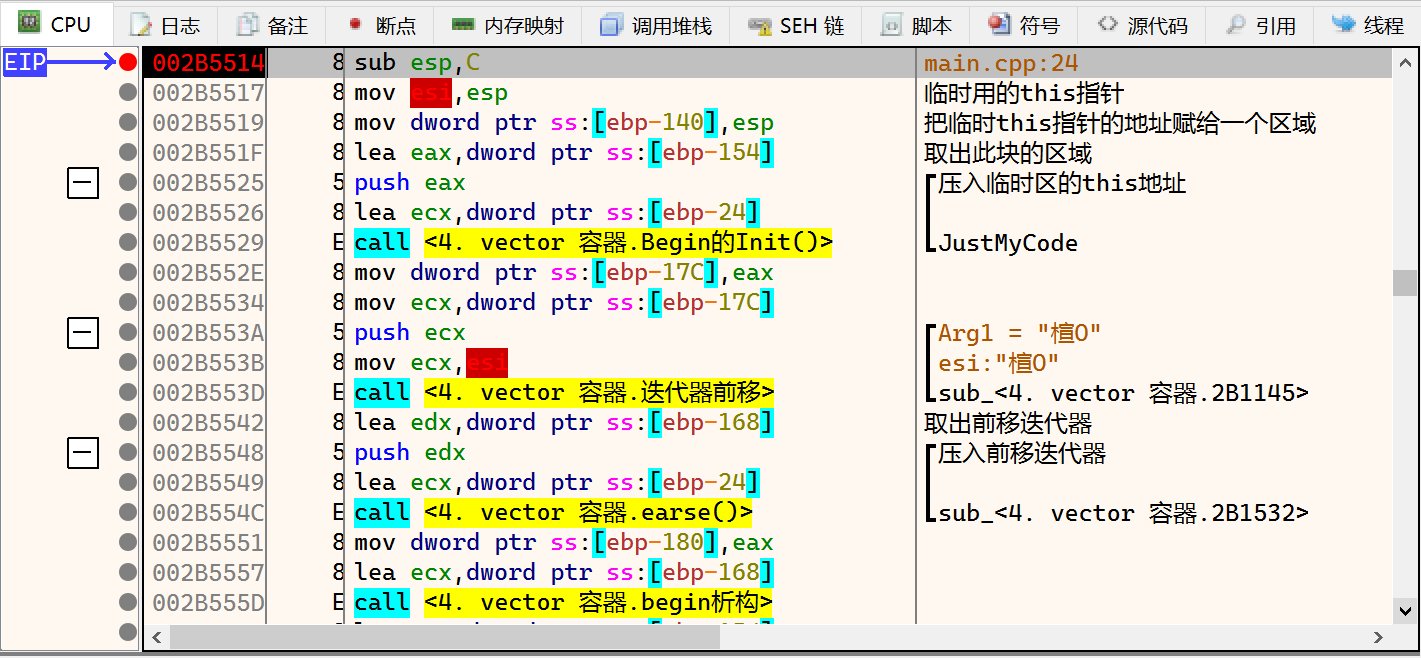 CPU 日志 备注 断点 内存映射 调用堆栈 SEH 链 脚本 符号 源代码 引用 线程
EIP 002B5514 8 sub esp,C main.cpp:24
002B5517 8 mov esi,esp 临时用的this指针
002B5519 8 mov dword ptr ss:[ebp-140],esp 把临时this指针的地址赋给一个区域
002B551F 8 lea eax,dword ptr ss:[ebp-154] 取出此块的区域
002B5525 5 push eax 压入临时区的this地址
002B5526 8 lea ecx,dword ptr ss:[ebp-24]
002B5529 E call <4. vector 容器.Begin的Init()> JustMyCode
002B552E 8 mov dword ptr ss:[ebp-17C],eax
002B5534 8 mov ecx,dword ptr ss:[ebp-17C]
002B553A 5 push ecx Arg1 = "檀O"
002B553B 8 mov ecx,esi esi:"檀O"
002B553D E call <4. vector 容器.迭代器前移> sub_<4. vector 容器.2B1145>
002B5542 8 lea edx,dword ptr ss:[ebp-168] 取出前移迭代器
002B5548 5 push edx 压入前移迭代器
002B5549 8 lea ecx,dword ptr ss:[ebp-24]
002B554C E call <4. vector 容器.earse()> sub_<4. vector 容器.2B1532>
002B5551 8 mov dword ptr ss:[ebp-180],eax
002B5557 8 lea ecx,dword ptr ss:[ebp-168]
002B555D E call <4. vector 容器.begin析构>